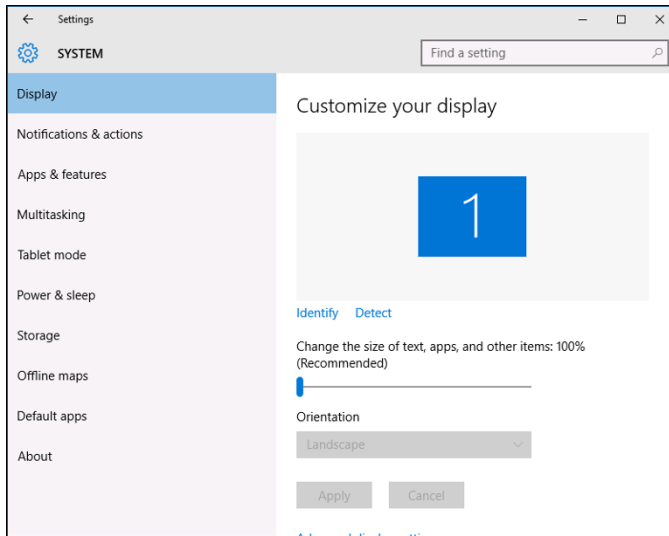 Settings
SYSTEM
Find a setting
Display
Notifications & actions
Apps & features
Multitasking
Tablet mode
Power & sleep
Storage
Offline maps
Default apps
About
Customize your display
1
Identify Detect
Change the size of text, apps, and other items: 100%
(Recommended)
Orientation
Landscape
Apply Cancel